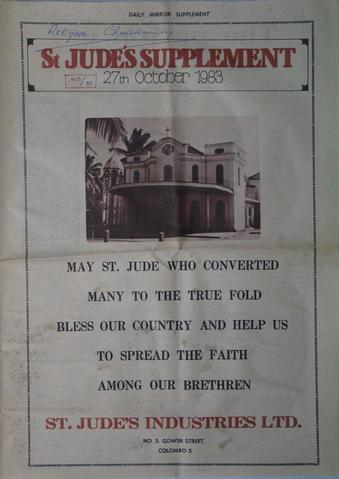 DAILY MIRROR SUPPLEMENT
Religion Christianity
St JUDE'S SUPPLEMENT
27th October 1983
MAY ST. JUDE WHO CONVERTED
MANY TO THE TRUE FOLD
BLESS OUR COUNTRY AND HELP US
TO SPREAD THE FAITH
AMONG OUR BRETHREN
ST. JUDE'S INDUSTRIES LTD.
NO. 5, GOWER STREET,
COLOMBO 5